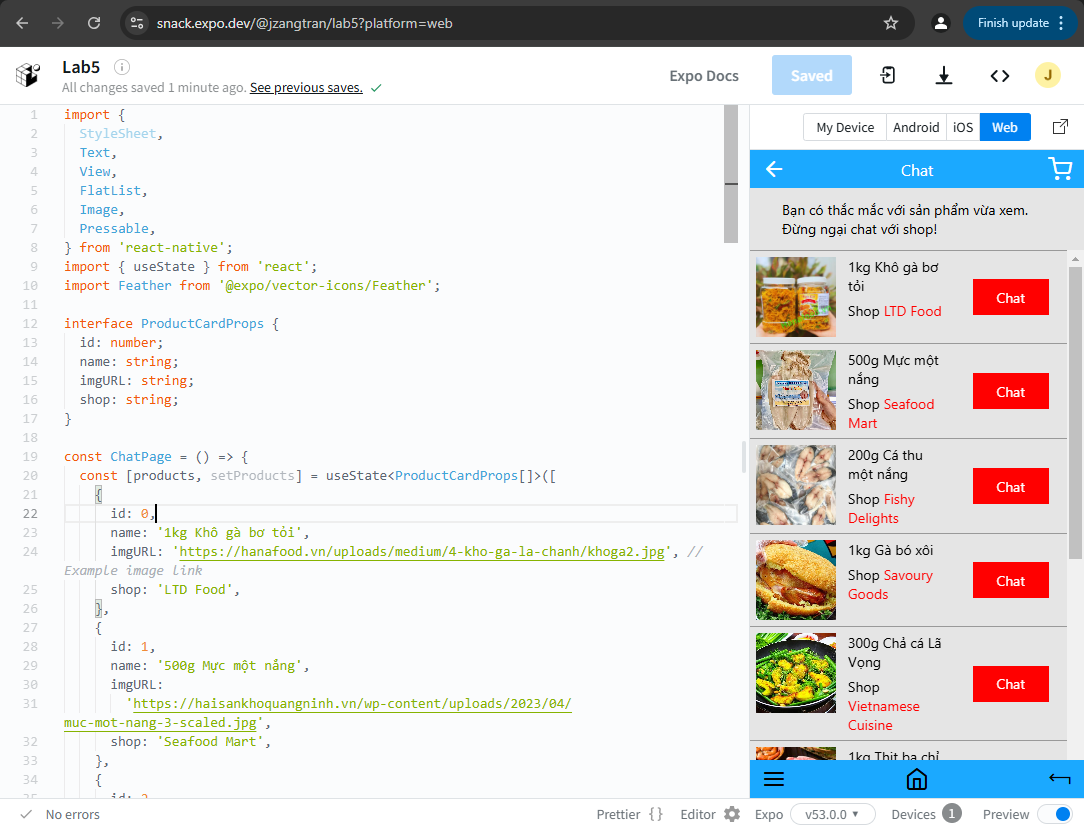 snack.expo.dev/@jzangtran/lab5?platform=web
Finish update
Lab5
All changes saved 1 minute ago. See previous saves.
Expo Docs
Saved
J
1 import {
2 StyleSheet,
3 Text,
4 View,
5 FlatList,
6 Image,
7 Pressable,
8 } from 'react-native';
9 import { useState } from 'react';
10 import Feather from '@expo/vector-icons/Feather';
11
12 interface ProductCardProps {
13 id: number;
14 name: string;
15 imgURL: string;
16 shop: string;
17 }
18
19 const ChatPage = () => {
20 const [products, setProducts] = useState<ProductCardProps[]>([
21 {
22 id: 0,
23 name: '1kg Khô gà bơ tỏi',
24 imgURL: 'https://hanafood.vn/uploads/medium/4-kho-ga-la-chanh/khoga2.jpg', //
Example image link
25 shop: 'LTD Food',
26 },
27 {
28 id: 1,
29 name: '500g Mực một nắng',
30 imgURL:
31 'https://haisankhoquangninh.vn/wp-content/uploads/2023/04/
muc-mot-nang-3-scaled.jpg',
32 shop: 'Seafood Mart',
33 },
34 {
35 id: 2,
My Device
Android
iOS
Web
Chat
Bạn có thắc mắc với sản phẩm vừa xem.
Đừng ngại chat với shop!
1kg Khô gà bơ
tỏi
Shop LTD Food
Chat
500g Mực một
nắng
Shop Seafood
Mart
Chat
200g Cá thu
một nắng
Shop Fishy
Delights
Chat
1kg Gà bó xôi
Shop Savoury
Goods
Chat
300g Chả cá Lã
Vọng
Shop
Vietnamese
Cuisine
Chat
1kg Thịt ba chỉ
No errors
Prettier { }
Editor
Expo
v53.0.0
Devices 1
Preview